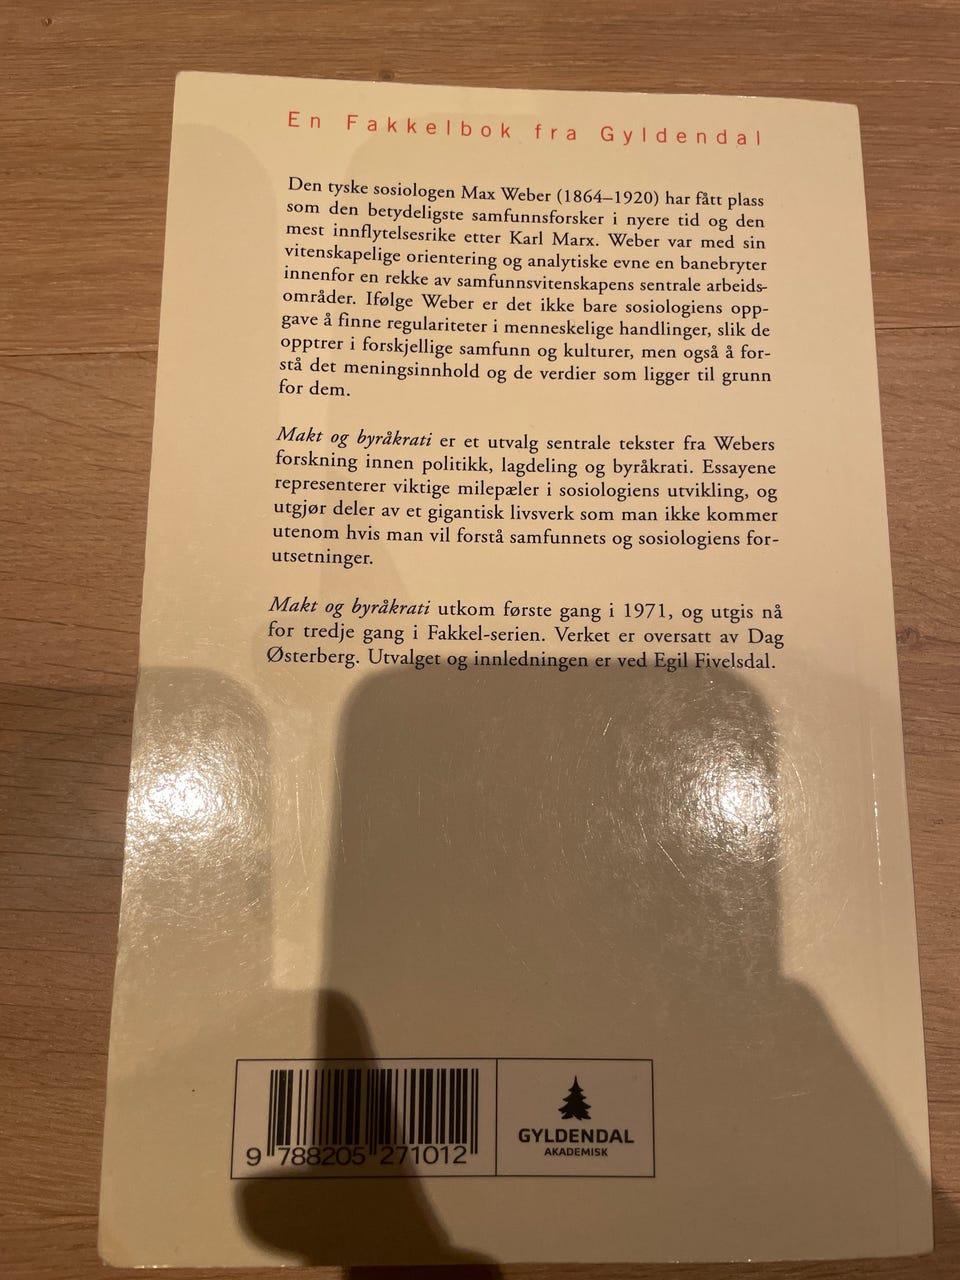 En Fakkelbok fra Gyldendal
Den tyske sosiologen Max Weber (1864–1920) har fått plass
som den betydeligste samfunnsforsker i nyere tid og den
mest innflytelsesrike etter Karl Marx. Weber var med sin
vitenskapelige orientering og analytiske evne en banebryter
innenfor en rekke av samfunnsvitenskapens sentrale arbeids-
områder. Ifølge Weber er det ikke bare sosiologiens opp-
gave å finne regulariteter i menneskelige handlinger, slik de
opptrer i forskjellige samfunn og kulturer, men også å for-
stå det meningsinnhold og de verdier som ligger til grunn
for dem.
Makt og byråkrati er et utvalg sentrale tekster fra Webers
forskning innen politikk, lagdeling og byråkrati. Essayene
representerer viktige milepæler i sosiologiens utvikling, og
utgjør deler av et gigantisk livsverk som man ikke kommer
utenom hvis man vil forstå samfunnets og sosiologiens for-
utsetninger.
Makt og byråkrati utkom første gang i 1971, og utgis nå
for tredje gang i Fakkel-serien. Verket er oversatt av Dag
Østerberg. Utvalget og innledningen er ved Egil Fivelsdal.
9 788205 271012
GYLDENDAL
AKADEMISK